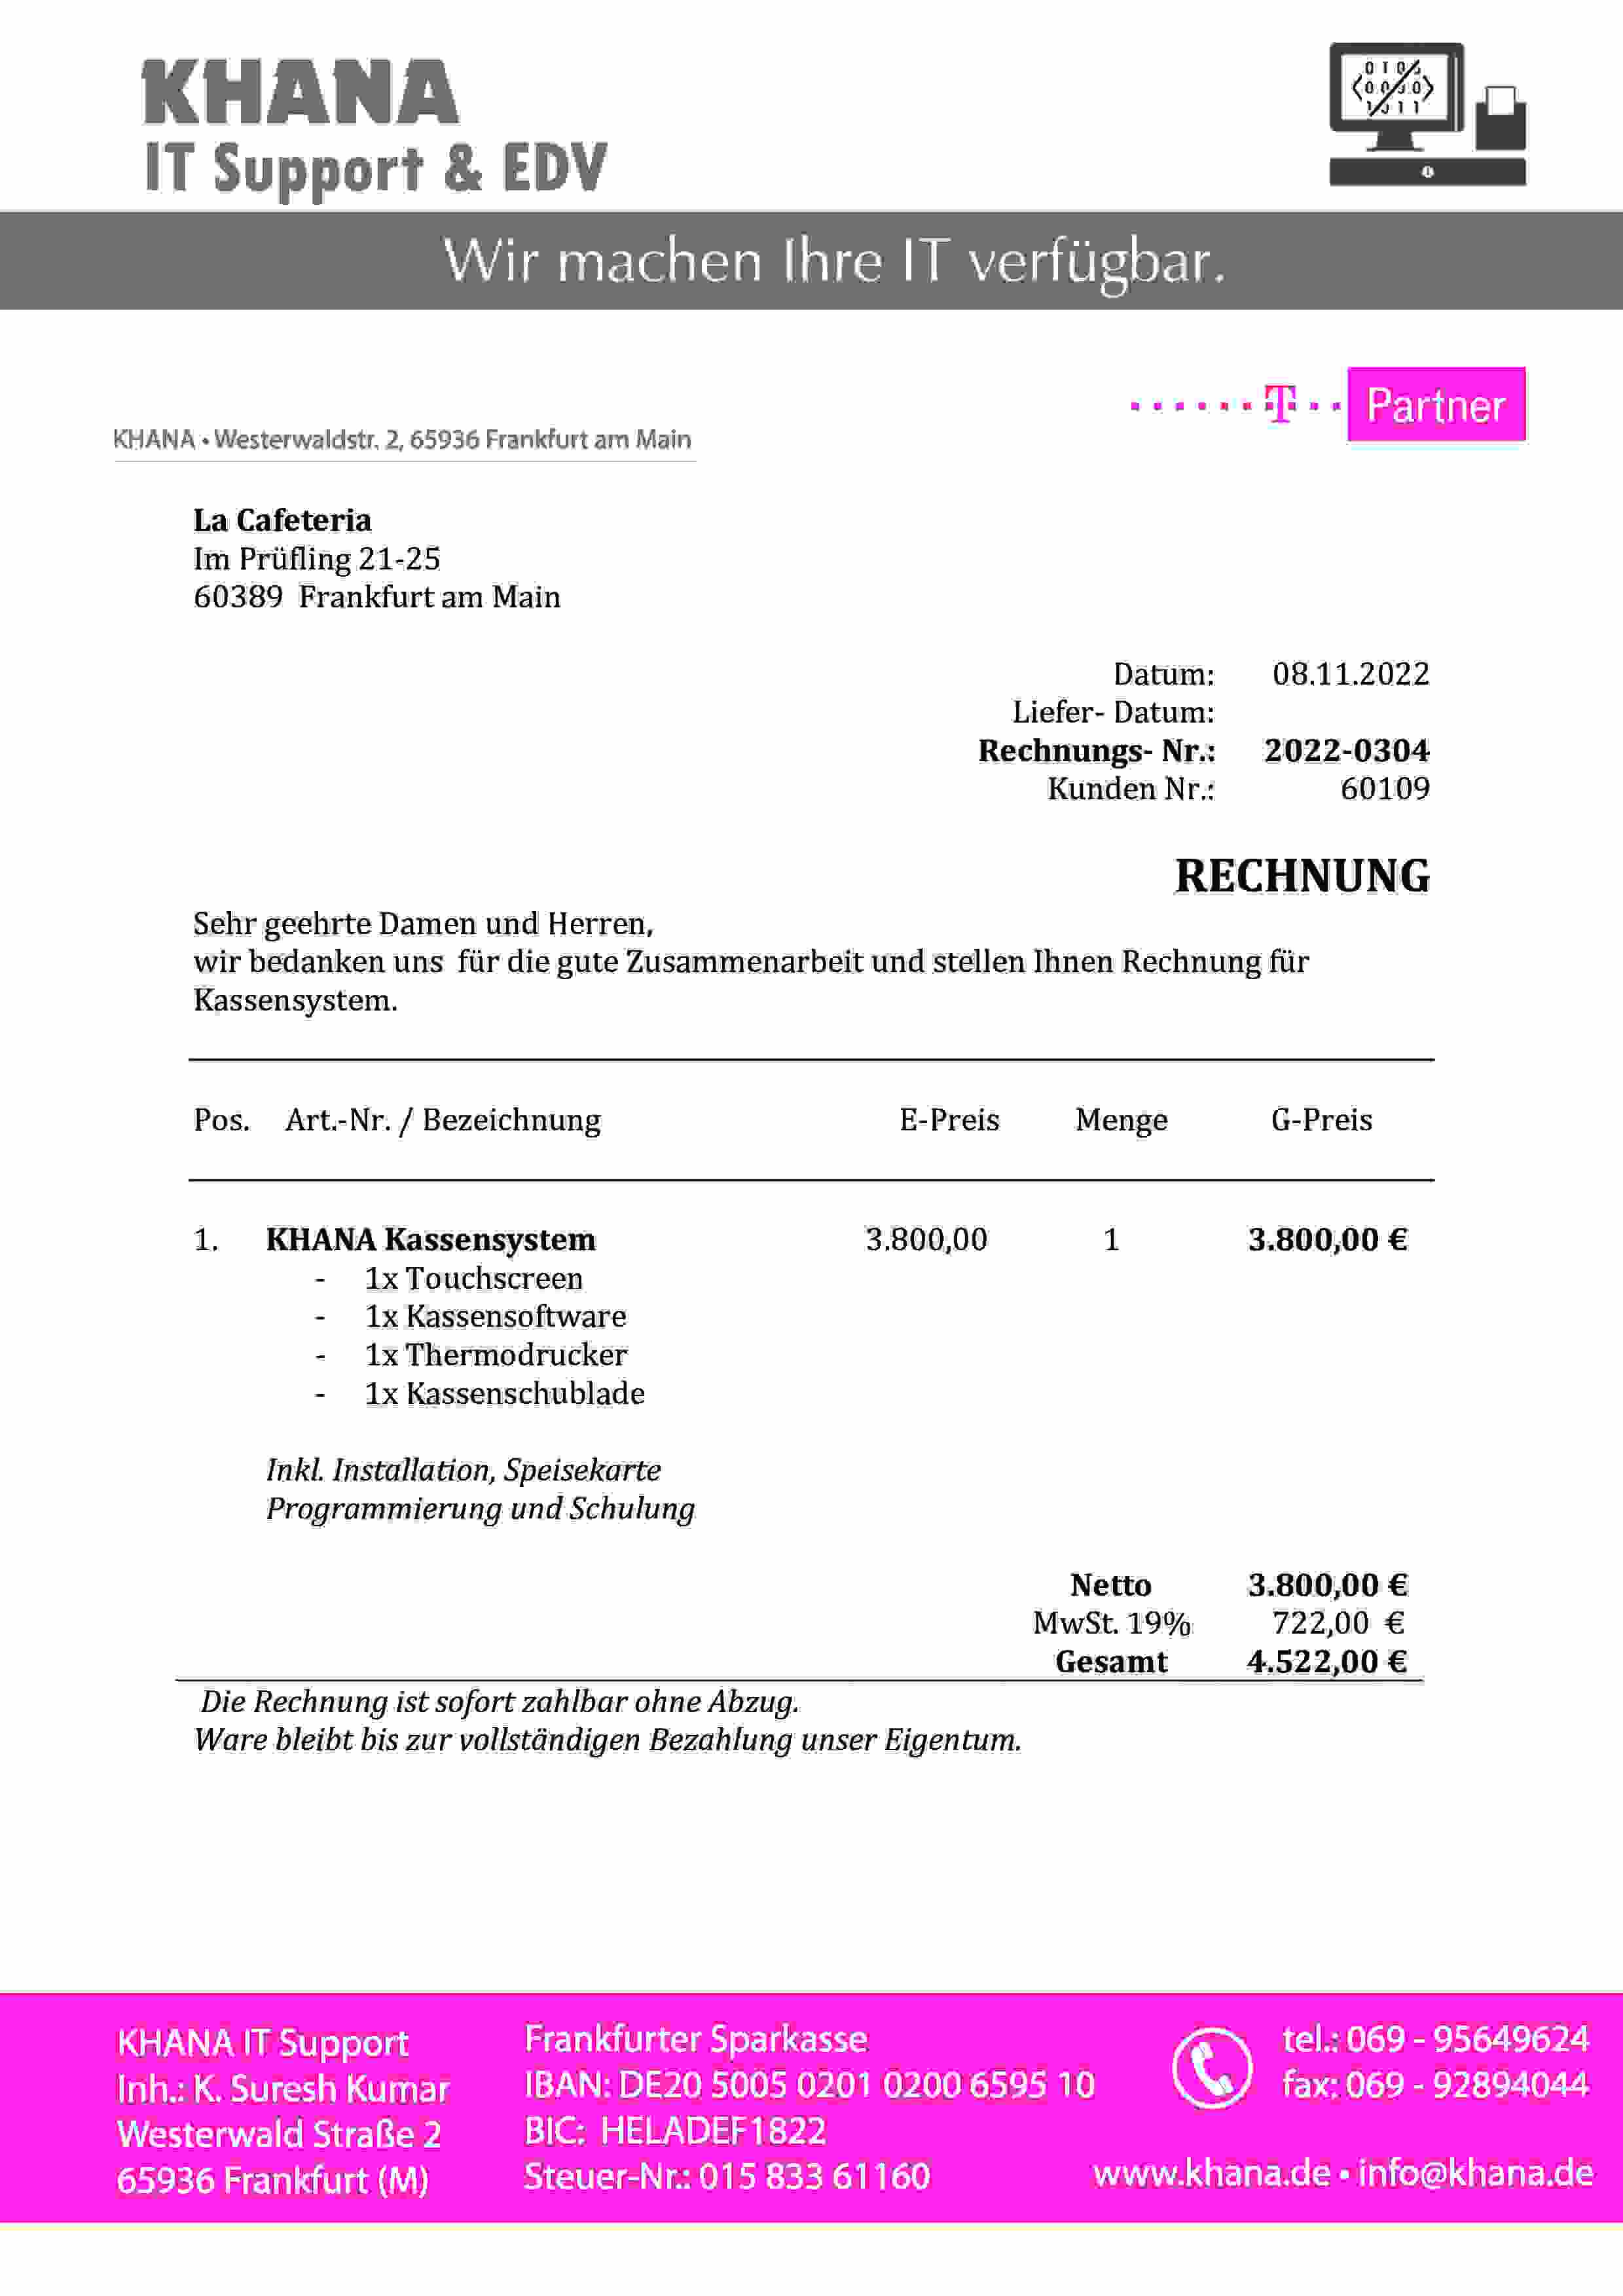 KHANA
IT Support & EDV
Wir machen Ihre IT verfügbar.
T Partner
KHANA • Westerwaldstr. 2, 65936 Frankfurt am Main
La Cafeteria
Im Prüfling 21-25
60389 Frankfurt am Main
Datum: 08.11.2022
Liefer- Datum:
Rechnungs- Nr.: 2022-0304
Kunden Nr.: 60109
RECHNUNG
Sehr geehrte Damen und Herren,
wir bedanken uns für die gute Zusammenarbeit und stellen Ihnen Rechnung für
Kassensystem.
Pos. Art.-Nr. / Bezeichnung E-Preis Menge G-Preis
1. KHANA Kassensystem 3.800,00 1 3.800,00 €
- 1x Touchscreen
- 1x Kassensoftware
- 1x Thermodrucker
- 1x Kassenschublade
Inkl. Installation, Speisekarte
Programmierung und Schulung
Netto 3.800,00 €
MwSt. 19% 722,00 €
Gesamt 4.522,00 €
Die Rechnung ist sofort zahlbar ohne Abzug.
Ware bleibt bis zur vollständigen Bezahlung unser Eigentum.
KHANA IT Support
Inh.: K. Suresh Kumar
Westerwald Straße 2
65936 Frankfurt (M)
Frankfurter Sparkasse
IBAN: DE20 5005 0201 0200 6595 10
BIC: HELADEF1822
Steuer-Nr.: 015 833 61160
tel.: 069 - 95649624
fax: 069 - 92894044
www.khana.de • info@khana.de